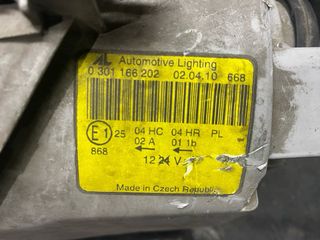 AL Automotive Lighting
0 301 166 202 02.04.10 668
E1 25 04 HC 04 HR PL
02 A 01 1b
868
12 24 V
Made in Czech Republic